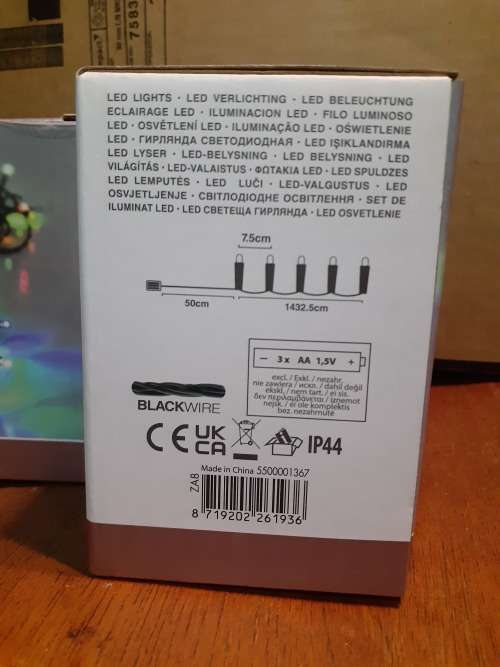 7583
LED LIGHTS · LED VERLICHTING · LED BELEUCHTUNG
ECLAIRAGE LED · ILUMINACION LED · FILO LUMINOSO
LED · OSVĚTLENÍ LED · ILUMINAÇÃO LED · OŚWIETLENIE
LED · ГИРЛЯНДА СВЕТОДИОДНАЯ · LED IŞIKLANDIRMA
LED LYSER · LED-BELYSNING · LED BELYSNING · LED
VILÁGÍTÁS · LED-VALAISTUS · ΦΩΤΑΚΙΑ LED · LED SPULDZES
LED LEMPUTĖS · LED LUČI · LED-VALGUSTUS · LED
OSVJETLJENJE · СВІТЛОДІОДНЕ ОСВІТЛЕННЯ · SET DE
ILUMINAT LED · LED СВЕТЕЩА ГИРЛЯНДА · LED OSVETLENIE
7.5cm
50cm
1432.5cm
− 3x AA 1,5V +
excl. / Exkl. / nezahr.
nie zawiera / искл. / dahil değil
ekskl. / nem tart. / ei sis.
δεν περιλαμβάνεται / iznemot
nejsk. / ei ole komplektis
bez. nezahrnuté
BLACKWIRE
CE UK CA IP44
Made in China 5500001367
ZA8
8 719202 261936